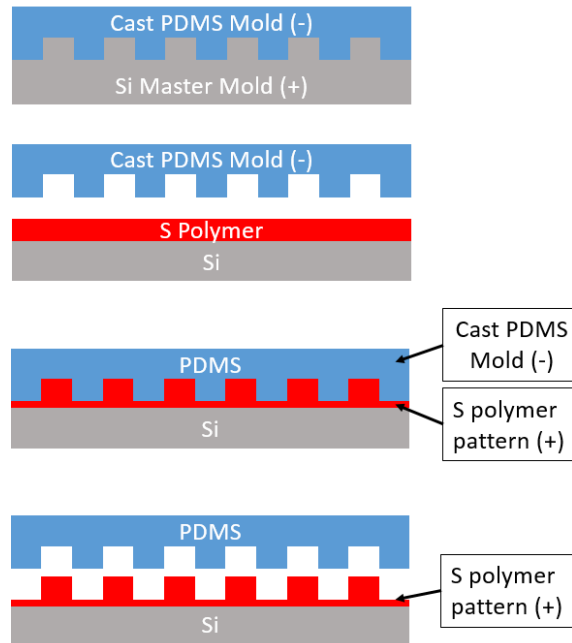 Cast PDMS Mold (-)
Si Master Mold (+)
Cast PDMS Mold (-)
S Polymer
Si
PDMS
Si
Cast PDMS
Mold (-)
S polymer
pattern (+)
PDMS
Si
S polymer
pattern (+)